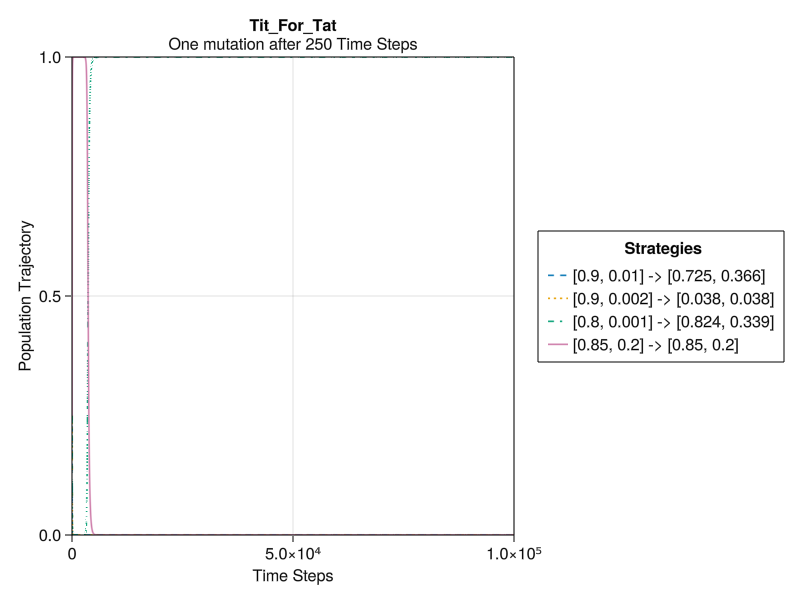 Tit_For_Tat
One mutation after 250 Time Steps
1.0
0.5
0.0
Population Trajectory
0
5.0×10⁴
1.0×10⁵
Time Steps
Strategies
[0.9, 0.01] -> [0.725, 0.366]
[0.9, 0.002] -> [0.038, 0.038]
[0.8, 0.001] -> [0.824, 0.339]
[0.85, 0.2] -> [0.85, 0.2]